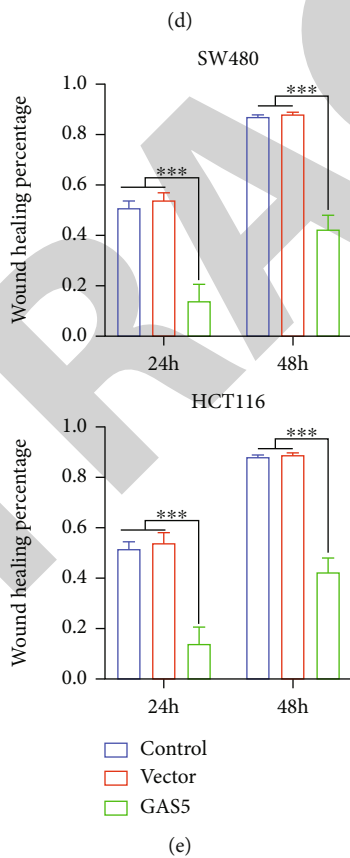 (d)
SW480
Wound healing percentage
1.0
0.8
0.6
0.4
0.2
0.0
***
***
24h
48h
HCT116
Wound healing percentage
1.0
0.8
0.6
0.4
0.2
0.0
***
***
24h
48h
Control
Vector
GAS5
(e)